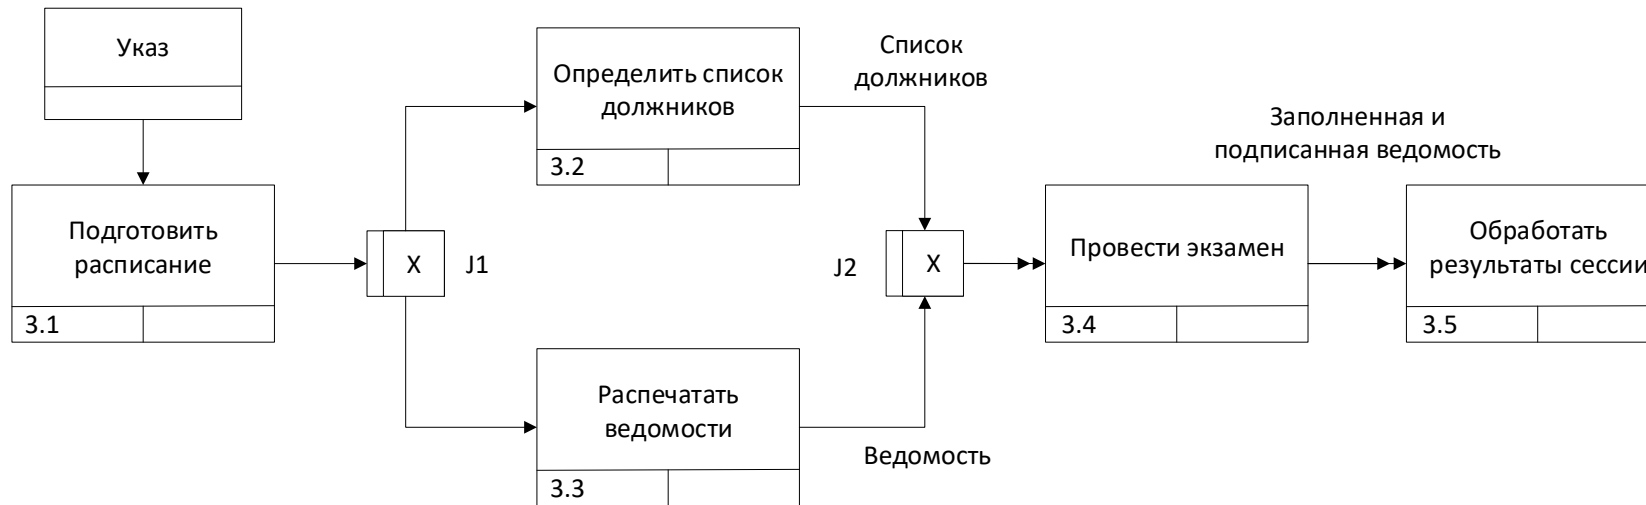 Указ
Подготовить
расписание
3.1
X
J1
Определить список
должников
3.2
Распечатать
ведомости
3.3
Список
должников
Ведомость
J2
X
Провести экзамен
3.4
Заполненная и
подписанная ведомость
Обработать
результаты сессии
3.5